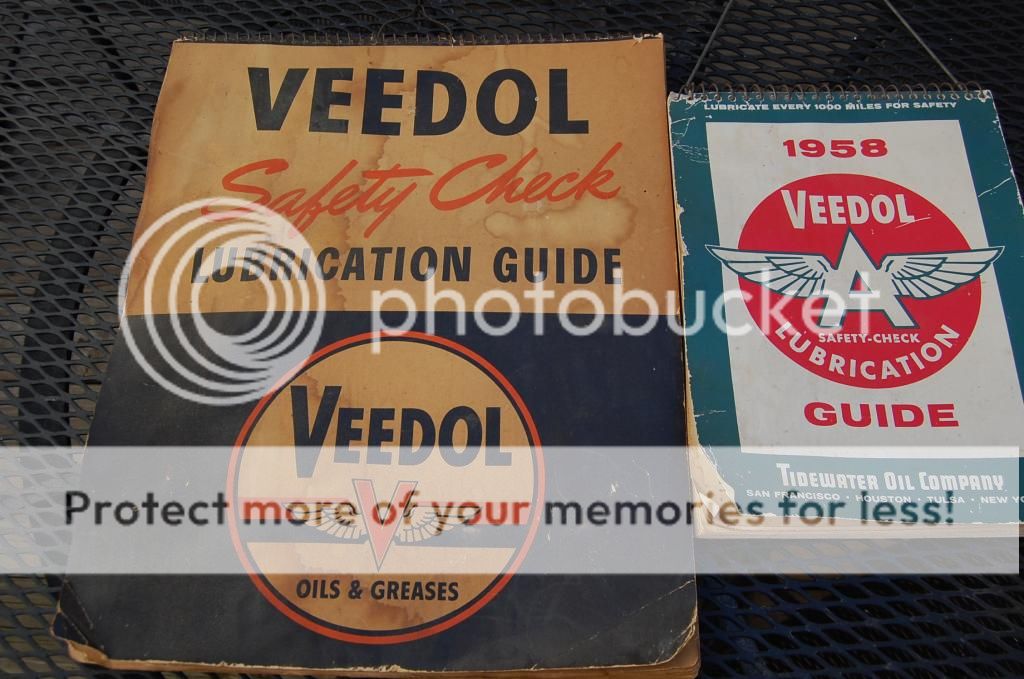 VEEDOL
Safety Check
LUBRICATION GUIDE
VEEDOL
V
OILS & GREASES
LUBRICATE EVERY 1000 MILES FOR SAFETY
1958
VEEDOL
A
SAFETY-CHECK
LUBRICATION
GUIDE
TIDEWATER OIL COMPANY
SAN FRANCISCO · HOUSTON · TULSA · NEW
photobucket
Protect more of your memories for less!